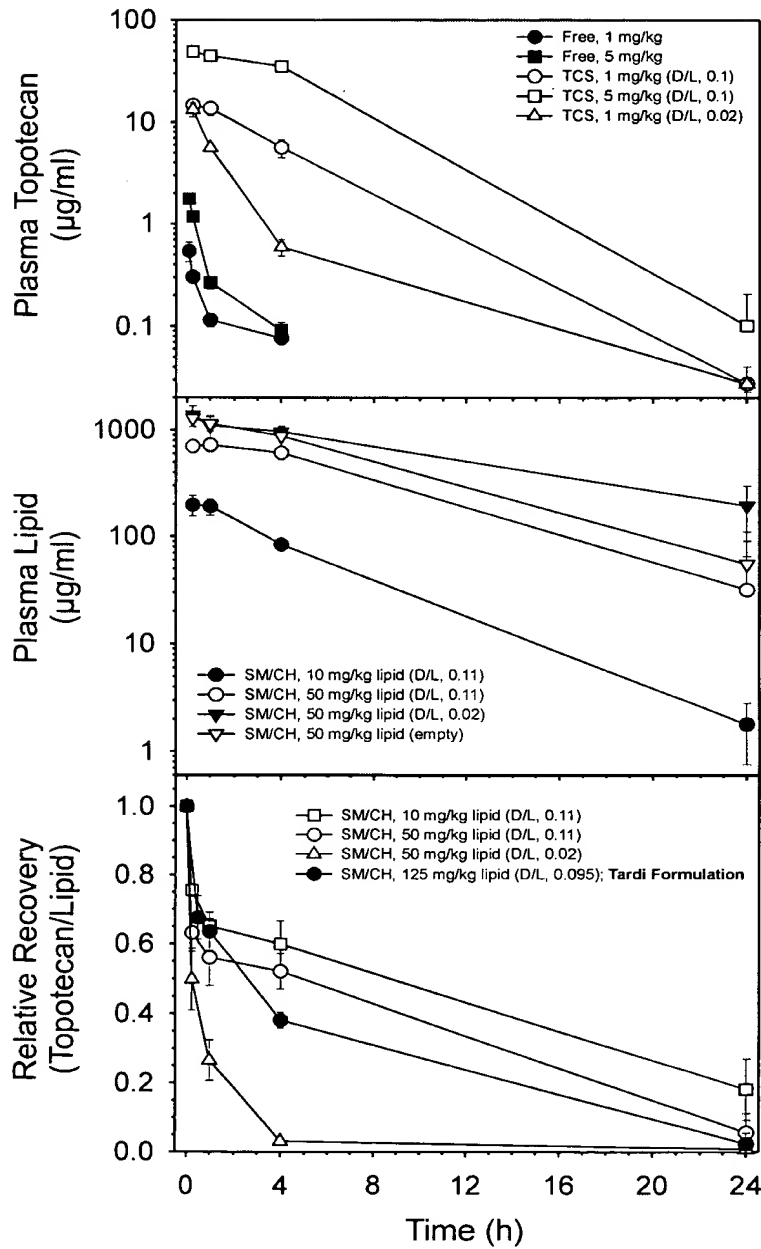 Plasma Topotecan
(µg/ml)
100
10
1
0.1
Free, 1 mg/kg
Free, 5 mg/kg
TCS, 1 mg/kg (D/L, 0.1)
TCS, 5 mg/kg (D/L, 0.1)
TCS, 1 mg/kg (D/L, 0.02)
Plasma Lipid
(µg/ml)
1000
100
10
1
SM/CH, 10 mg/kg lipid (D/L, 0.11)
SM/CH, 50 mg/kg lipid (D/L, 0.11)
SM/CH, 50 mg/kg lipid (D/L, 0.02)
SM/CH, 50 mg/kg lipid (empty)
Relative Recovery
(Topotecan/Lipid)
1.0
0.8
0.6
0.4
0.2
0.0
SM/CH, 10 mg/kg lipid (D/L, 0.11)
SM/CH, 50 mg/kg lipid (D/L, 0.11)
SM/CH, 50 mg/kg lipid (D/L, 0.02)
SM/CH, 125 mg/kg lipid (D/L, 0.095); Tardi Formulation
0 4 8 12 16 20 24
Time (h)